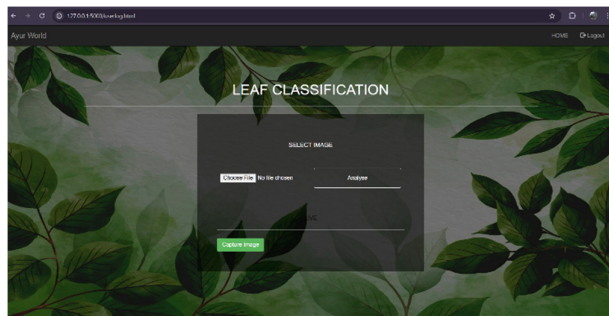 127.0.0.1:5000/userlog.html
Ayur World
HOME Logout
LEAF CLASSIFICATION
SELECT IMAGE
Choose File No file chosen Analyse
Capture Image